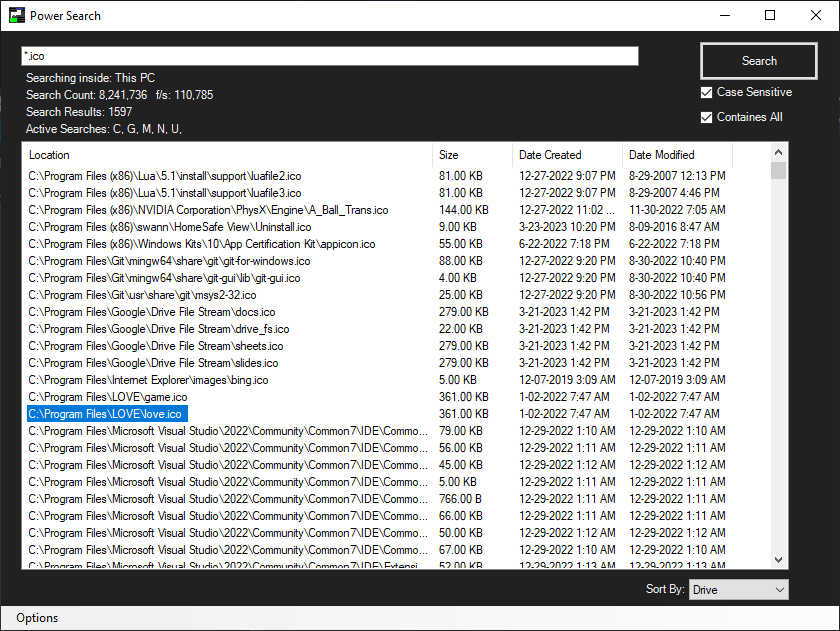 Power Search
*.ico
Search
Searching inside: This PC
Case Sensitive
Search Count: 8,241,736 f/s: 110,785
Search Results: 1597
Containes All
Active Searches: C, G, M, N, U,
Location Size Date Created Date Modified
C:\Program Files (x86)\Lua\5.1\install\support\luafile2.ico 81.00 KB 12-27-2022 9:07 PM 8-29-2007 12:13 PM
C:\Program Files (x86)\Lua\5.1\install\support\luafile3.ico 81.00 KB 12-27-2022 9:07 PM 8-29-2007 4:46 PM
C:\Program Files (x86)\NVIDIA Corporation\PhysX\Engine\A_Ball_Trans.ico 144.00 KB 12-27-2022 11:02 ... 11-30-2022 7:05 AM
C:\Program Files (x86)\swann\HomeSafe View\Uninstall.ico 9.00 KB 3-23-2023 10:20 PM 8-09-2016 8:47 AM
C:\Program Files (x86)\Windows Kits\10\App Certification Kit\appicon.ico 55.00 KB 6-22-2022 7:18 PM 6-22-2022 7:18 PM
C:\Program Files\Git\mingw64\share\git\git-for-windows.ico 88.00 KB 12-27-2022 9:20 PM 8-30-2022 10:40 PM
C:\Program Files\Git\mingw64\share\git-gui\lib\git-gui.ico 4.00 KB 12-27-2022 9:20 PM 8-30-2022 10:40 PM
C:\Program Files\Git\usr\share\git\msys2-32.ico 25.00 KB 12-27-2022 9:20 PM 8-30-2022 10:56 PM
C:\Program Files\Google\Drive File Stream\docs.ico 279.00 KB 3-21-2023 1:42 PM 3-21-2023 1:42 PM
C:\Program Files\Google\Drive File Stream\drive_fs.ico 22.00 KB 3-21-2023 1:42 PM 3-21-2023 1:42 PM
C:\Program Files\Google\Drive File Stream\sheets.ico 279.00 KB 3-21-2023 1:42 PM 3-21-2023 1:42 PM
C:\Program Files\Google\Drive File Stream\slides.ico 279.00 KB 3-21-2023 1:42 PM 3-21-2023 1:42 PM
C:\Program Files\Internet Explorer\images\bing.ico 5.00 KB 12-07-2019 3:09 AM 12-07-2019 3:09 AM
C:\Program Files\LOVE\game.ico 361.00 KB 1-02-2022 7:47 AM 1-02-2022 7:47 AM
C:\Program Files\LOVE\love.ico 361.00 KB 1-02-2022 7:47 AM 1-02-2022 7:47 AM
C:\Program Files\Microsoft Visual Studio\2022\Community\Common7\IDE\Commo... 79.00 KB 12-29-2022 1:10 AM 12-29-2022 1:10 AM
C:\Program Files\Microsoft Visual Studio\2022\Community\Common7\IDE\Commo... 56.00 KB 12-29-2022 1:11 AM 12-29-2022 1:11 AM
C:\Program Files\Microsoft Visual Studio\2022\Community\Common7\IDE\Commo... 45.00 KB 12-29-2022 1:12 AM 12-29-2022 1:12 AM
C:\Program Files\Microsoft Visual Studio\2022\Community\Common7\IDE\Commo... 5.00 KB 12-29-2022 1:11 AM 12-29-2022 1:11 AM
C:\Program Files\Microsoft Visual Studio\2022\Community\Common7\IDE\Commo... 766.00 B 12-29-2022 1:11 AM 12-29-2022 1:11 AM
C:\Program Files\Microsoft Visual Studio\2022\Community\Common7\IDE\Commo... 66.00 KB 12-29-2022 1:11 AM 12-29-2022 1:11 AM
C:\Program Files\Microsoft Visual Studio\2022\Community\Common7\IDE\Commo... 50.00 KB 12-29-2022 1:12 AM 12-29-2022 1:12 AM
C:\Program Files\Microsoft Visual Studio\2022\Community\Common7\IDE\Commo... 67.00 KB 12-29-2022 1:10 AM 12-29-2022 1:10 AM
C:\Program Files\Microsoft Visual Studio\2022\Community\Common7\IDE\Extensi... 52.00 KB 12-29-2022 1:13 AM 12-29-2022 1:13 AM
Sort By: Drive
Options